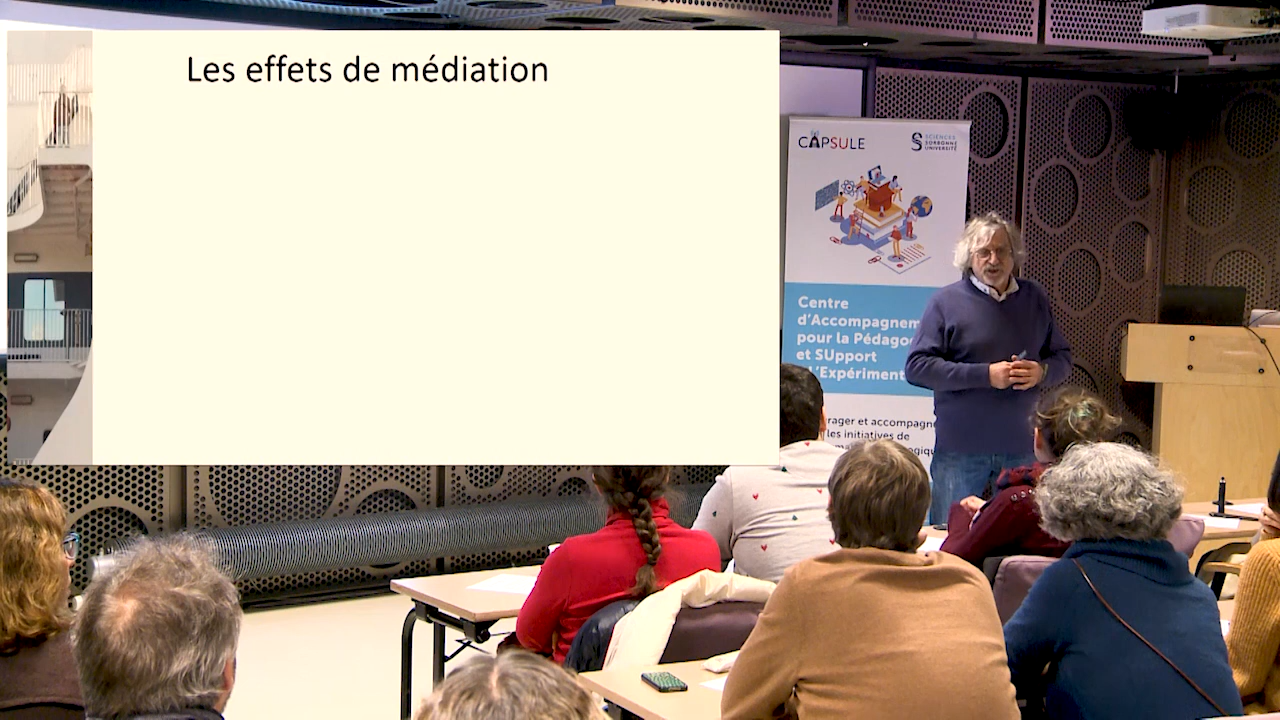 Les effets de médiation
CAPSULE
SCIENCES
SORBONNE
UNIVERSITÉ
Centre
d'Accompagnem
pour la Pédago
et SUpport
l'Expériment
rager et accompagn
les initiatives de